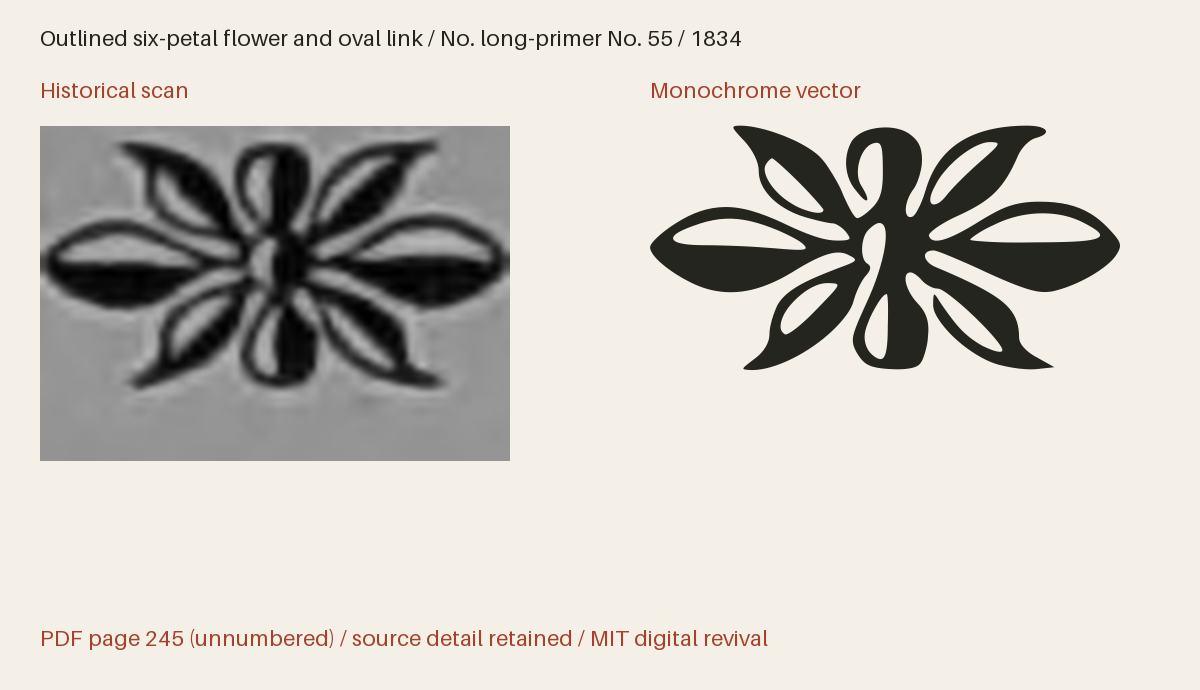 Outlined six-petal flower and oval link / No. long-primer No. 55 / 1834
Historical scan
Monochrome vector
PDF page 245 (unnumbered) / source detail retained / MIT digital revival